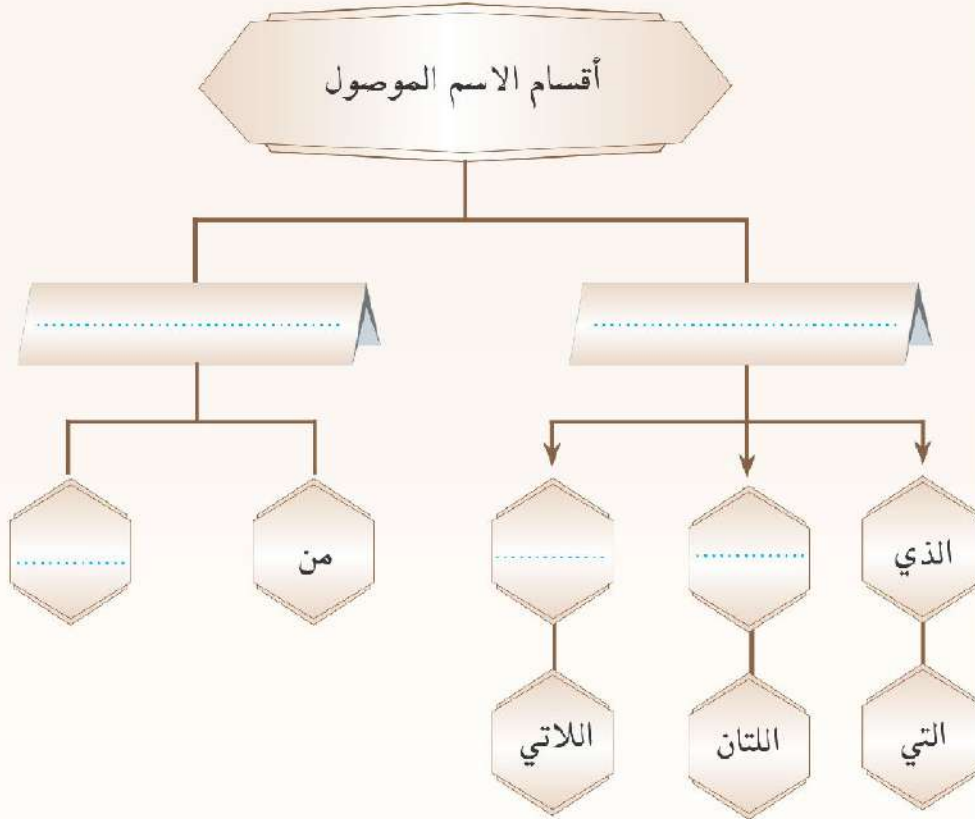 أقسام الاسم الموصول
الذي
من
التي
اللتان
اللاتي